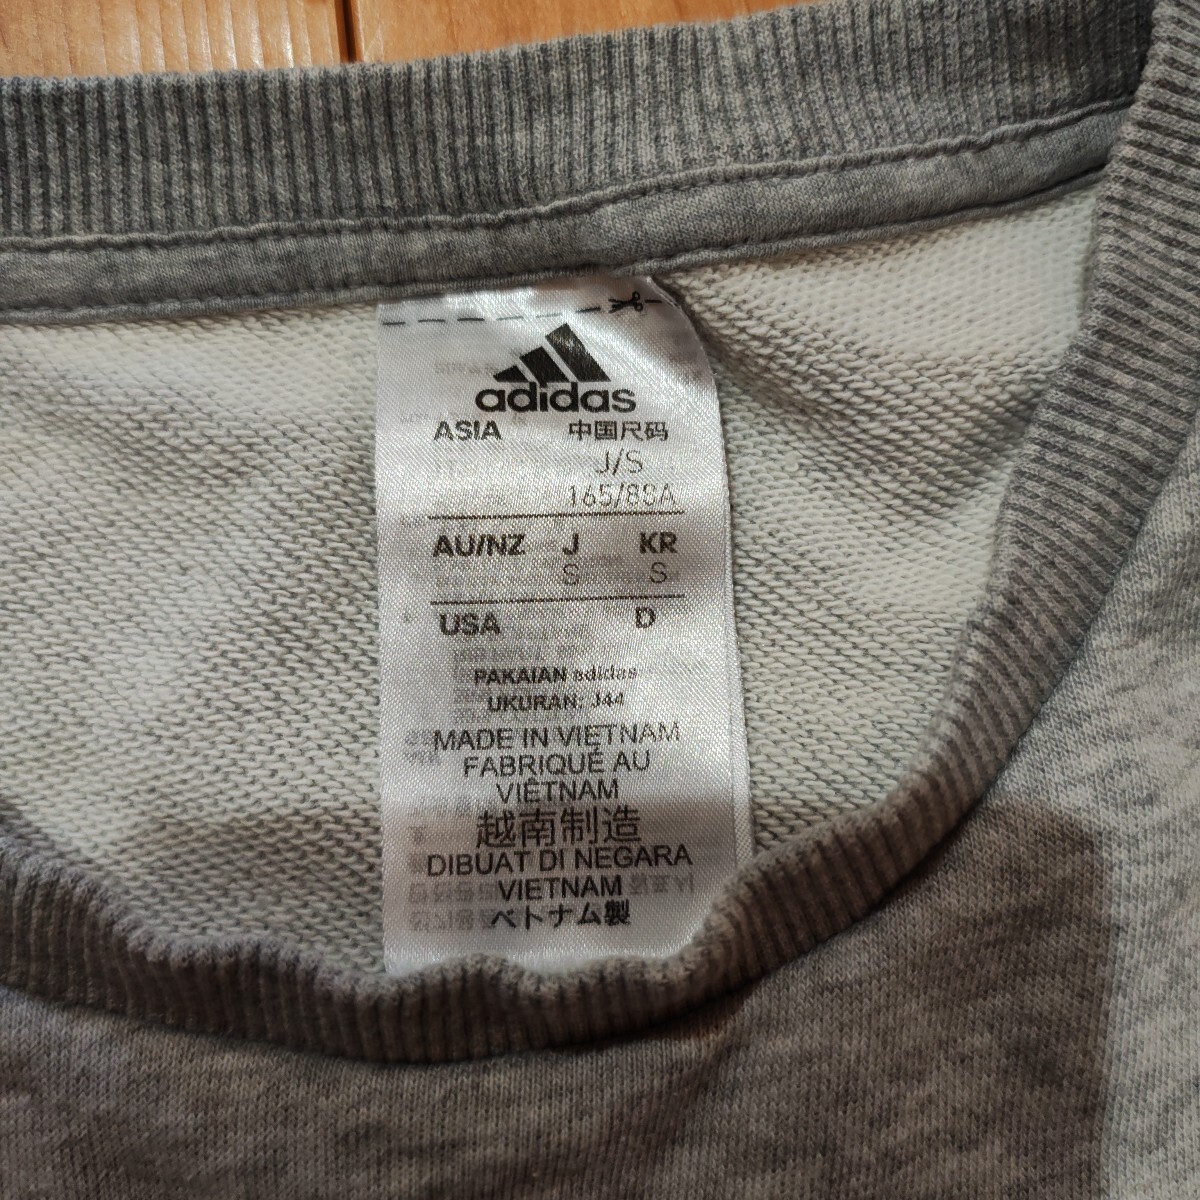 adidas
ASIA 中国尺码
J/S
165/88A
AU/NZ J KR
S S
USA D
PAKAIAN adidas
UKURAN: J44
MADE IN VIETNAM
FABRIQUÉ AU
VIÊTNAM
越南制造
DIBUAT DI NEGARA
VIETNAM
ベトナム製